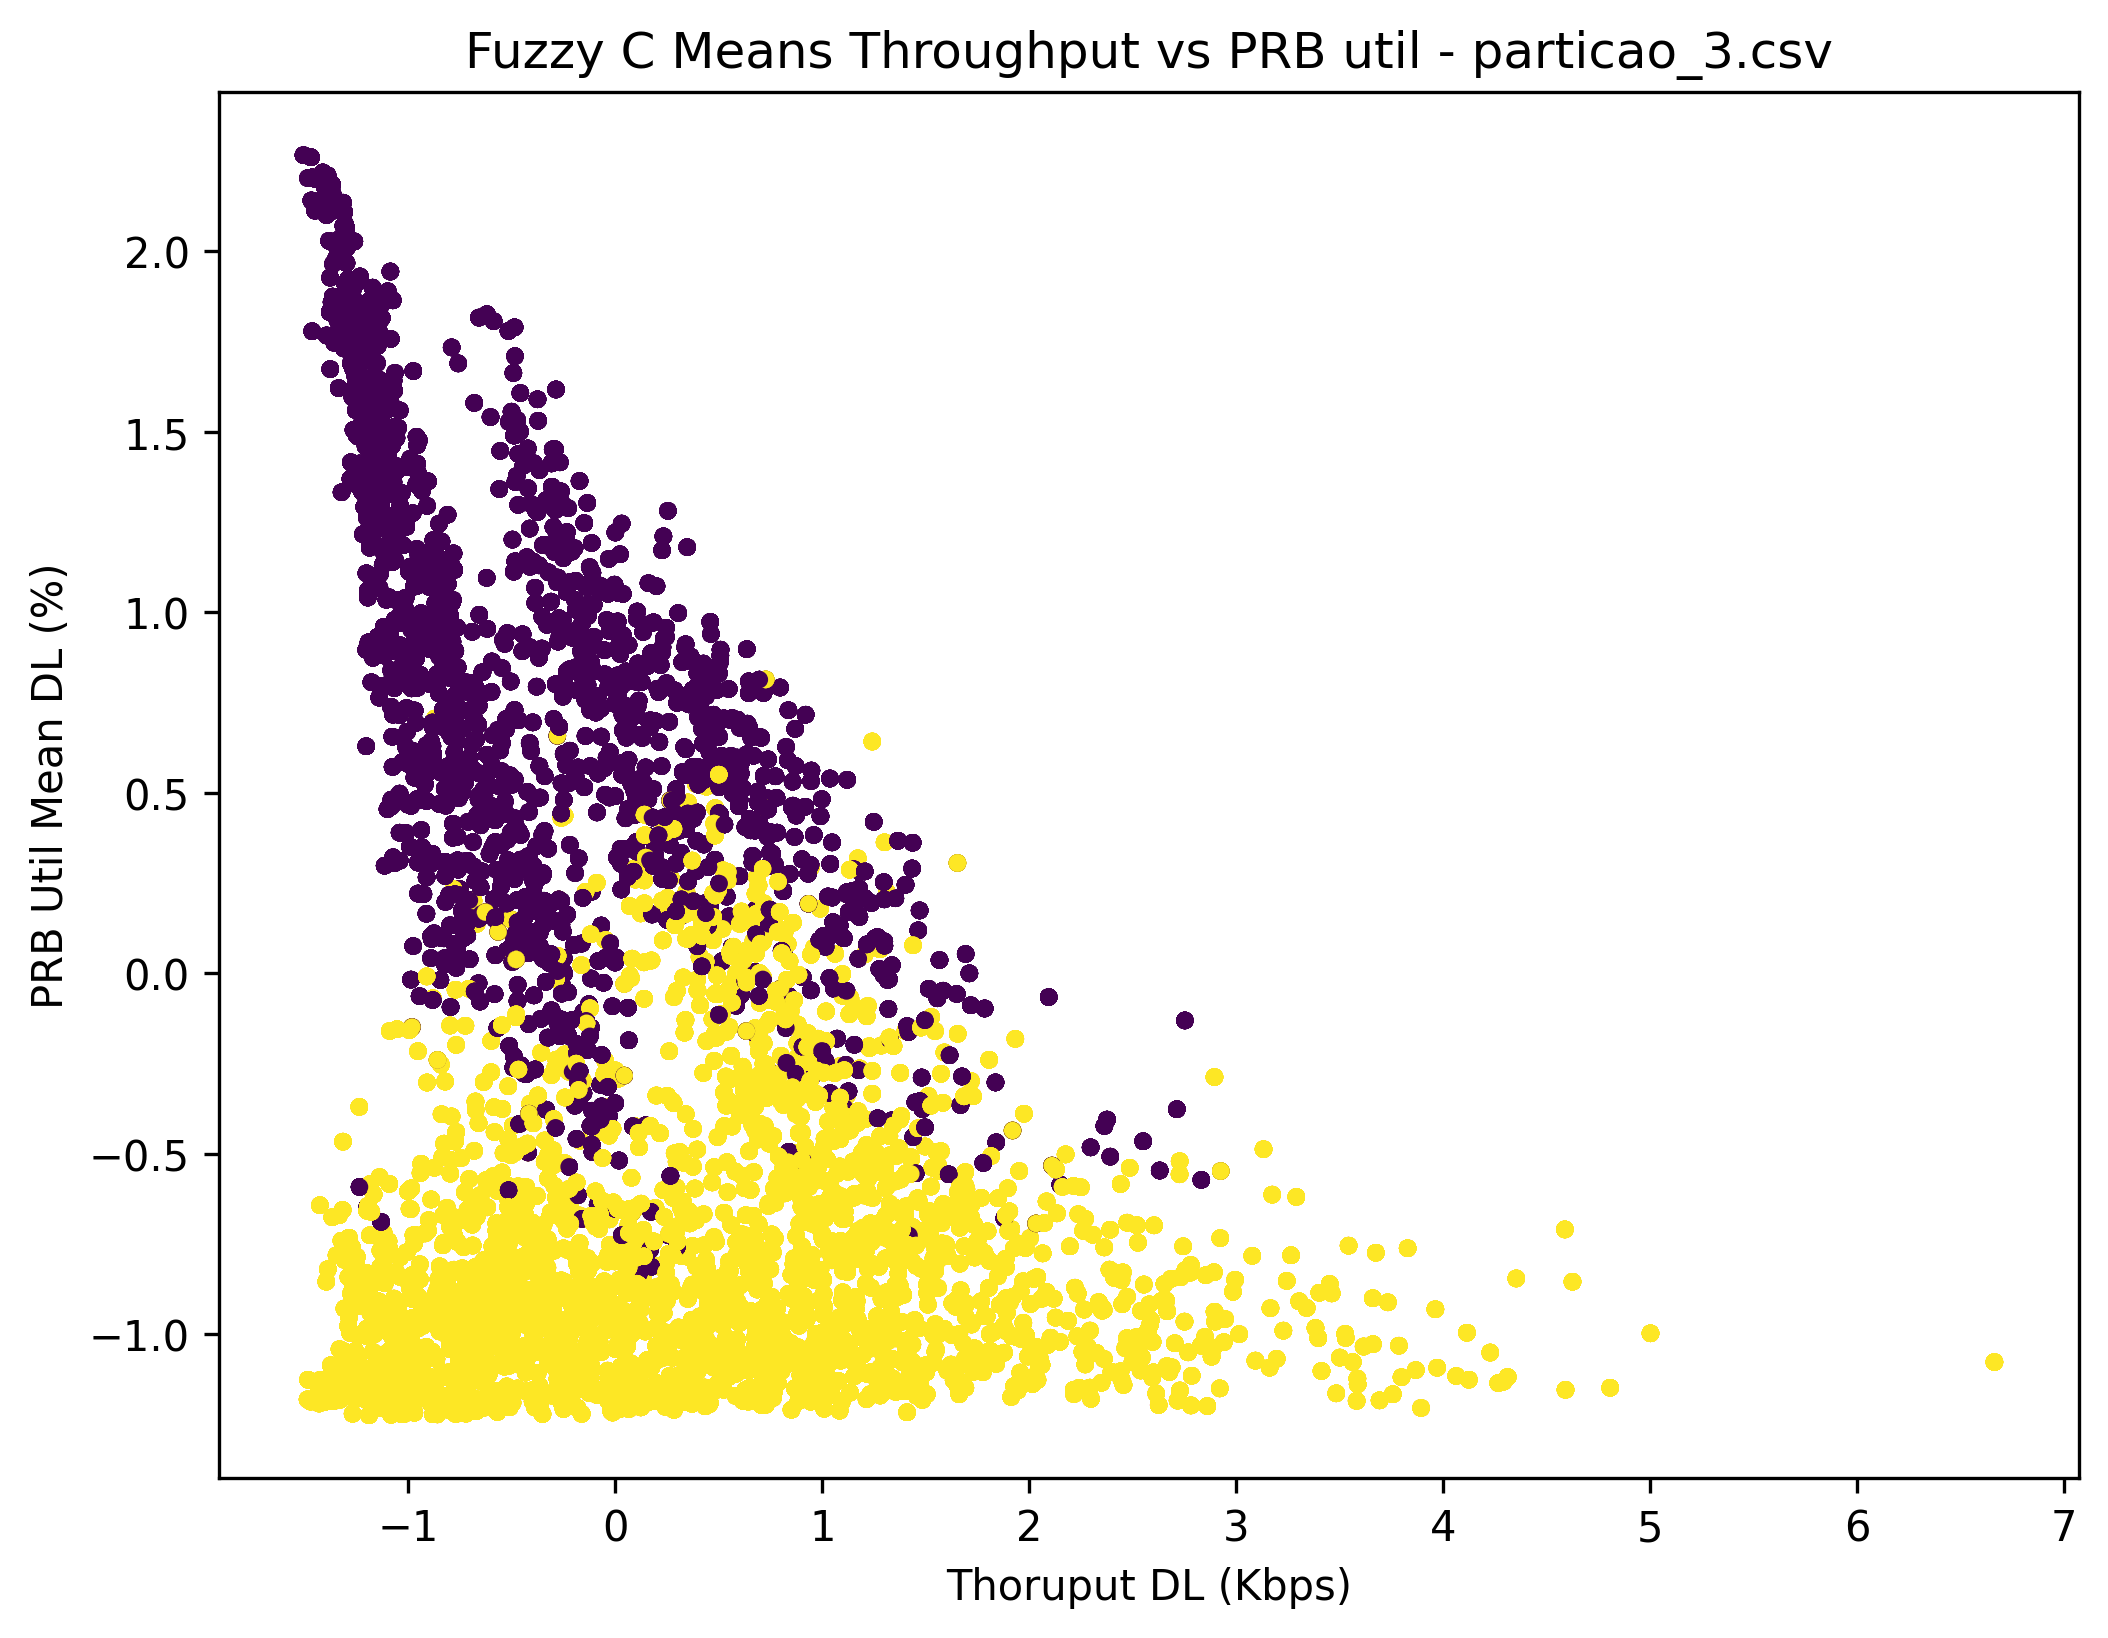 Fuzzy C Means Throughput vs PRB util - particao_3.csv
PRB Util Mean DL (%)
2.0
1.5
1.0
0.5
0.0
−0.5
−1.0
−1 0 1 2 3 4 5 6 7
Thoruput DL (Kbps)